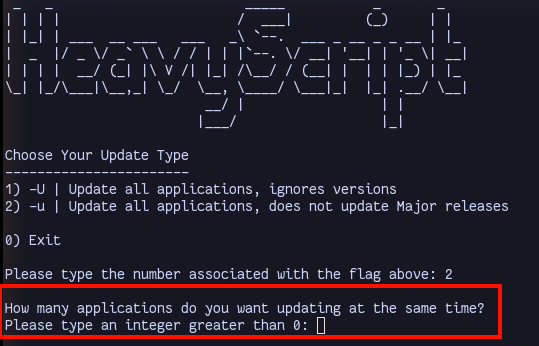 HeavyScript
Choose Your Update Type
-----------------------
1) -U | Update all applications, ignores versions
2) -u | Update all applications, does not update Major releases
0) Exit
Please type the number associated with the flag above: 2
How many applications do you want updating at the same time?
Please type an integer greater than 0: